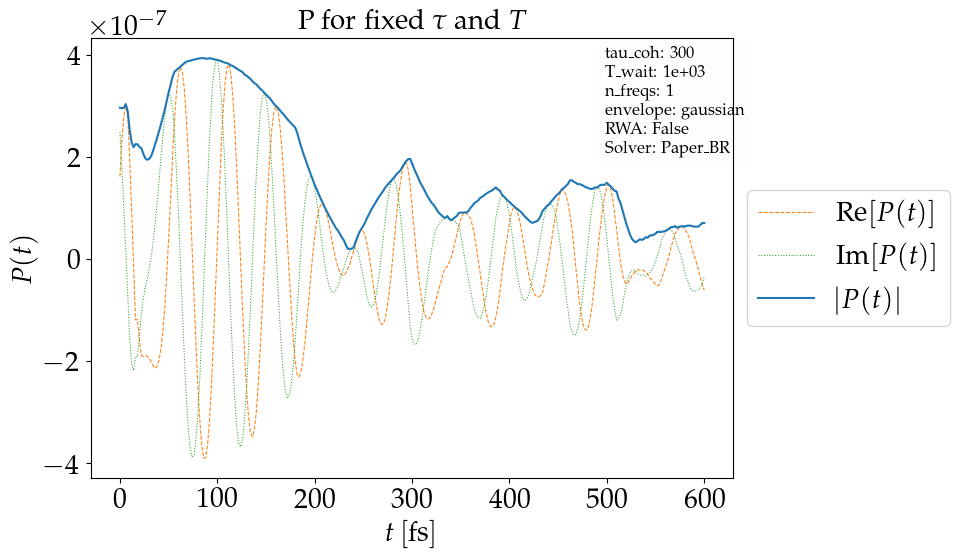 P for fixed τ and T
×10⁻⁷
tau_coh: 300
T_wait: 1e+03
n_freqs: 1
envelope: gaussian
RWA: False
Solver: Paper_BR
4
2
0
−2
−4
P(t)
0 100 200 300 400 500 600
t [fs]
Re[P(t)]
Im[P(t)]
|P(t)|